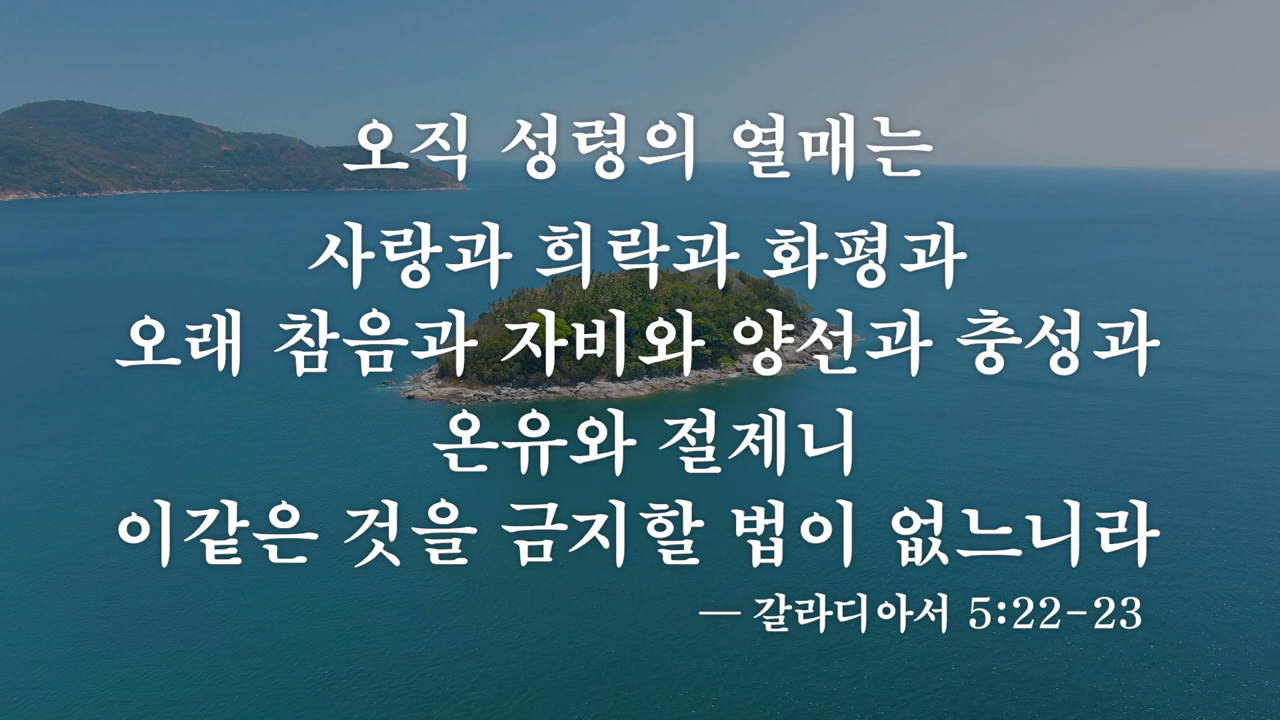 오직 성령의 열매는
사랑과 희락과 화평과
오래 참음과 자비와 양선과 충성과
온유와 절제니
이같은 것을 금지할 법이 없느니라
— 갈라디아서 5:22-23